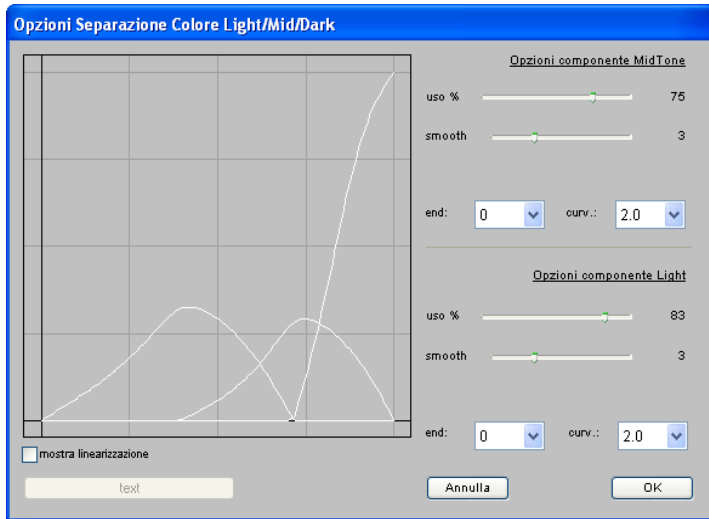 Opzioni Separazione Colore Light/Mid/Dark
Opzioni componente MidTone
uso % 75
smooth 3
end: 0 curv.: 2.0
Opzioni componente Light
uso % 83
smooth 3
end: 0 curv.: 2.0
mostra linearizzazione
text Annulla OK